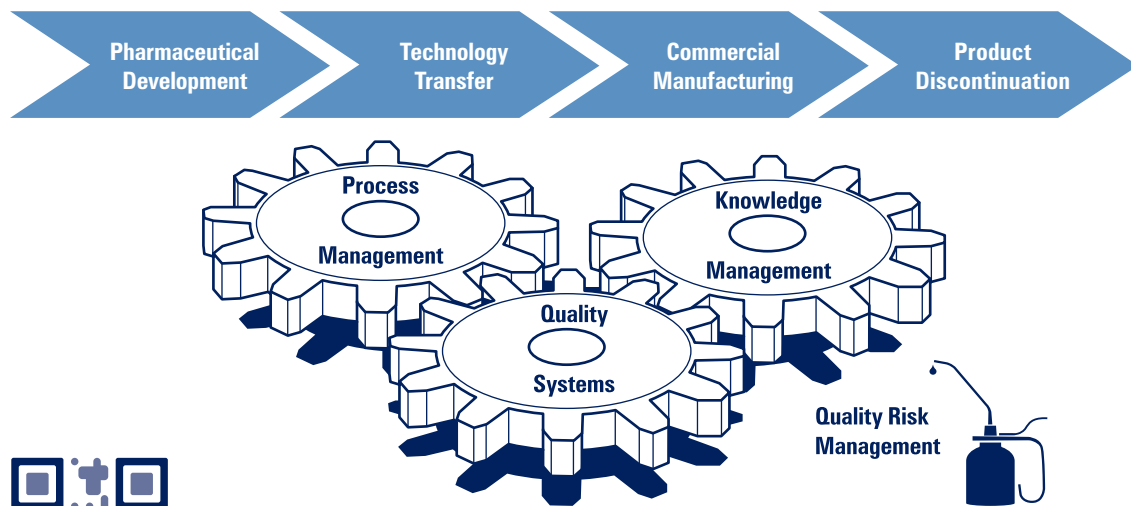 Pharmaceutical
Development
Technology
Transfer
Commercial
Manufacturing
Product
Discontinuation
Process
Management
Knowledge
Management
Quality
Systems
Quality Risk
Management